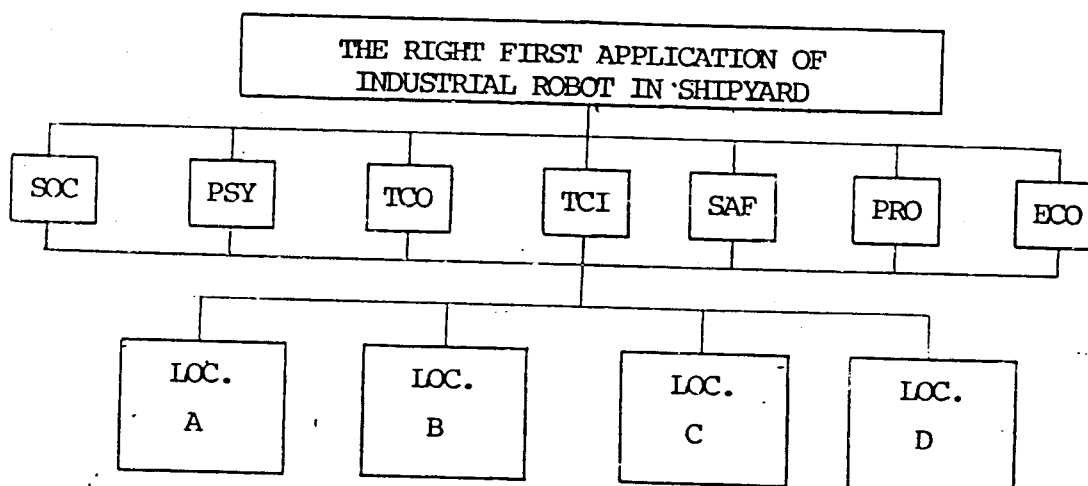 THE RIGHT FIRST APPLICATION OF
INDUSTRIAL ROBOT IN SHIPYARD
SOC PSY TCO TCI SAF PRO ECO
LOC. LOC. LOC. LOC.
A B C D